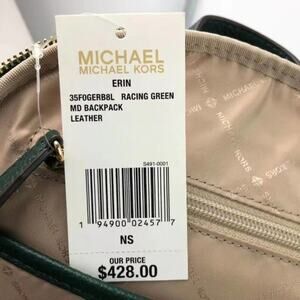 MICHAEL
MICHAEL KORS
ERIN
35F0GERB8L RACING GREEN
MD BACKPACK
LEATHER
S491-0001
1 94900 02457 7
NS
OUR PRICE
$428.00